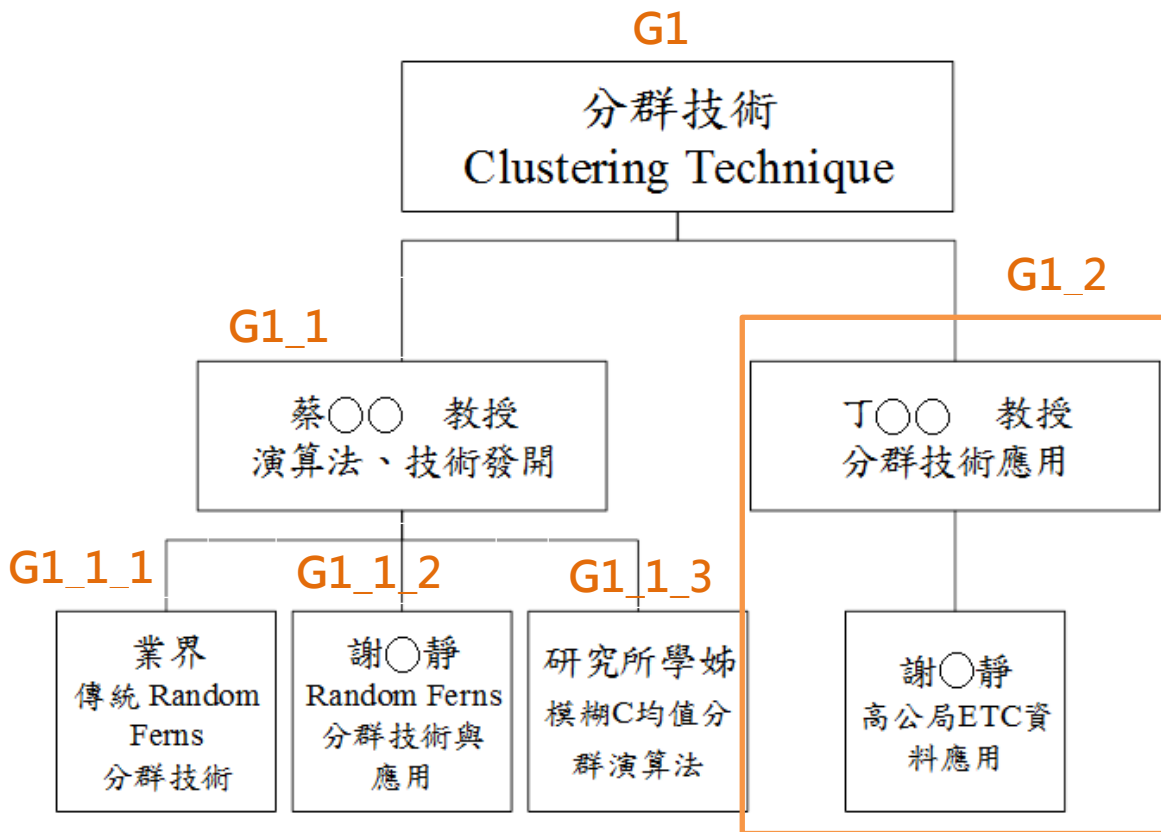 G1
分群技術
Clustering Technique
G1_1
蔡○○ 教授
演算法、技術發開
G1_2
丁○○ 教授
分群技術應用
G1_1_1
業界
傳統 Random
Ferns
分群技術
G1_1_2
謝○靜
Random Ferns
分群技術與
應用
G1_1_3
研究所學姊
模糊C均值分
群演算法
謝○靜
高公局ETC資
料應用